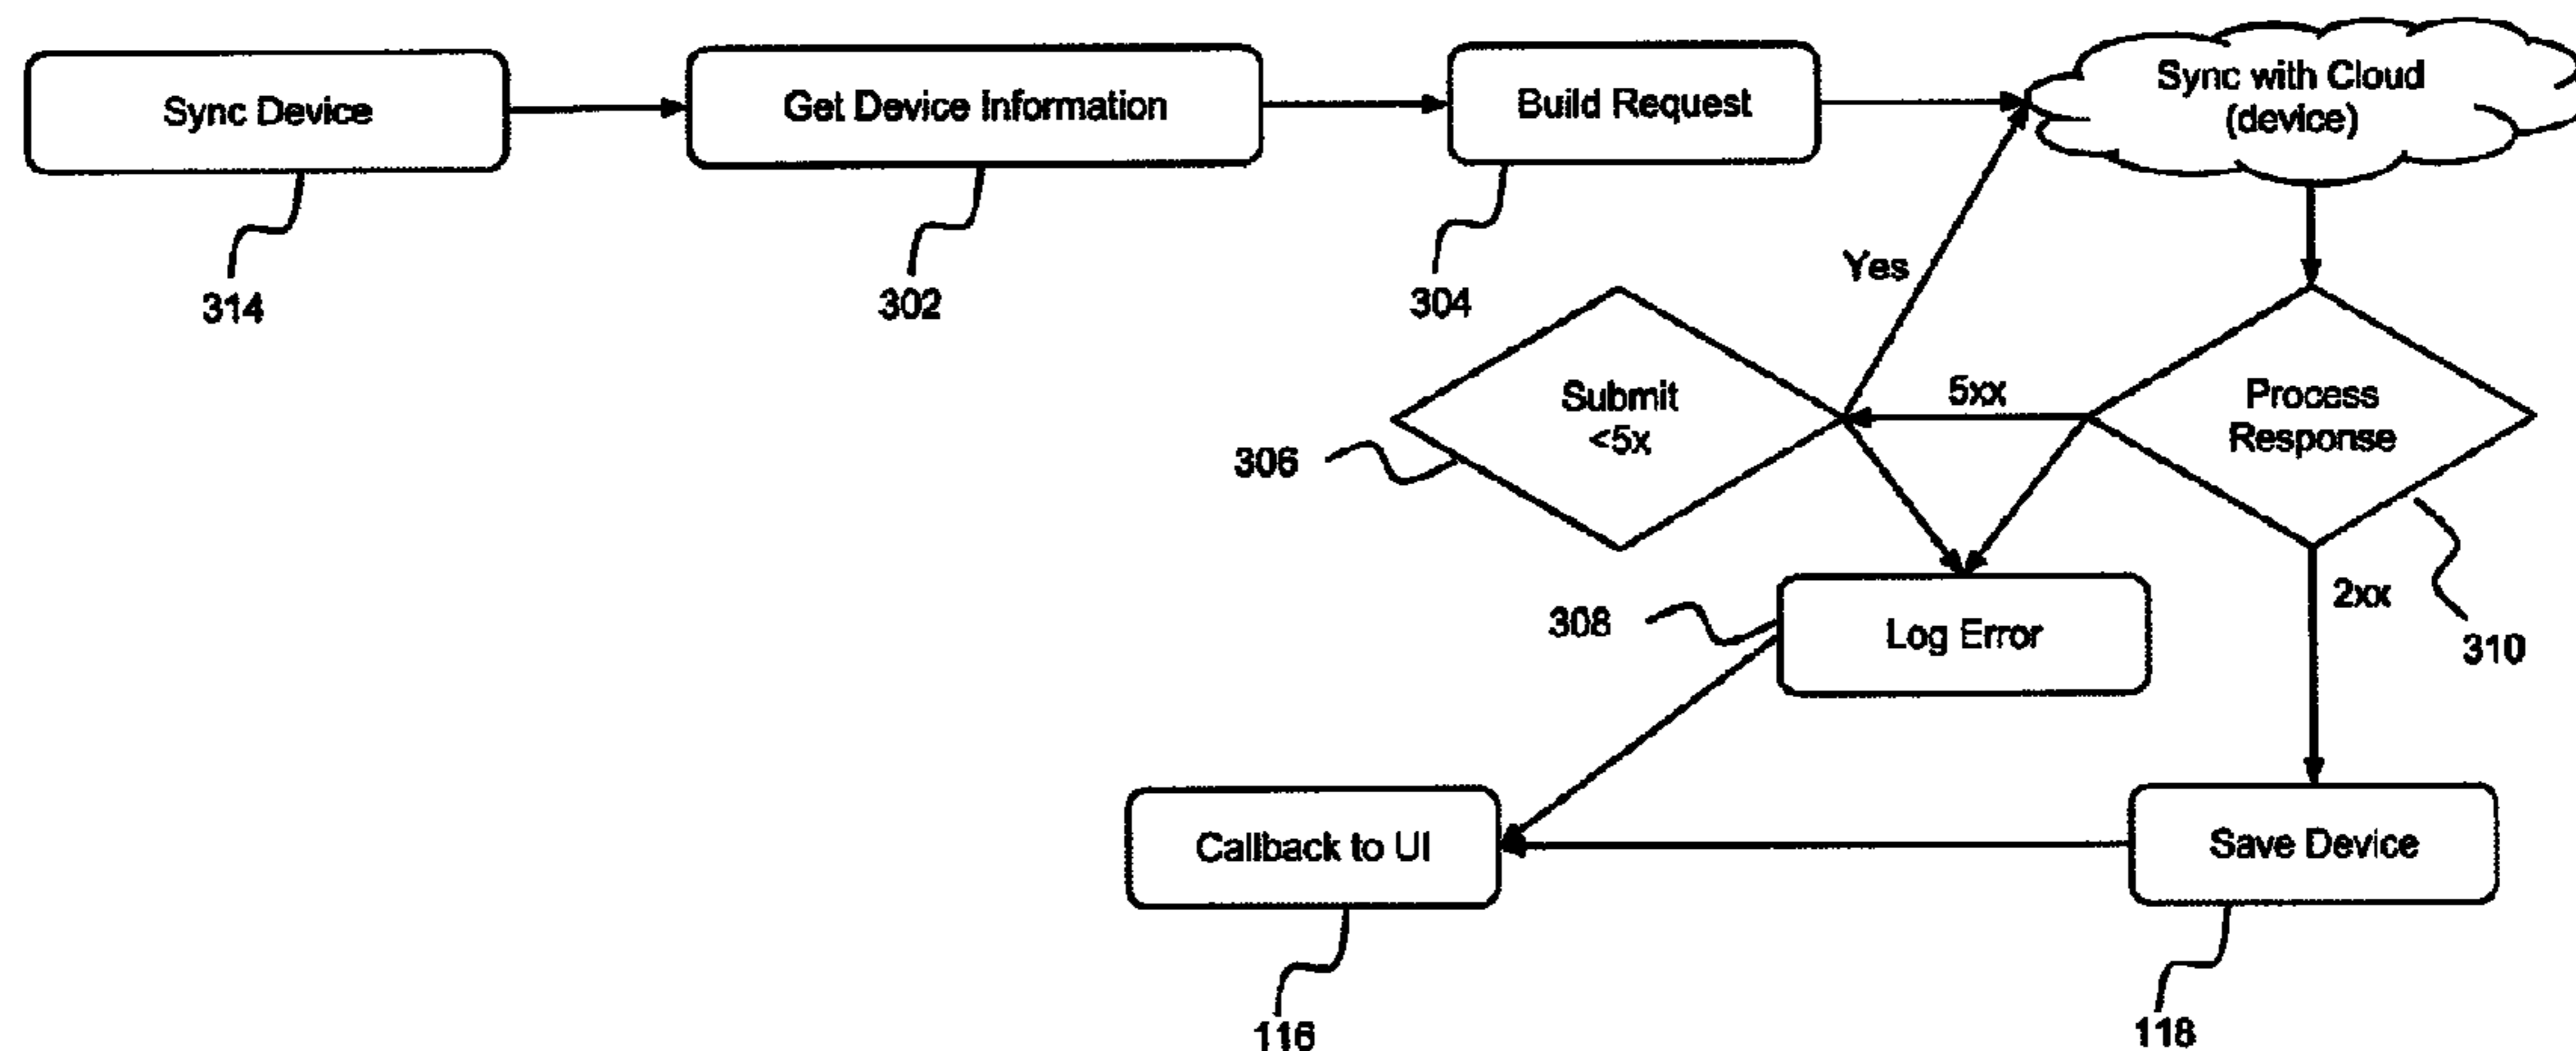 Sync Device
Get Device Information
Build Request
Sync with Cloud
(device)
314
302
304
Yes
Submit
<5x
5xx
Process
Response
306
308
Log Error
2xx
310
Callback to UI
Save Device
116
118